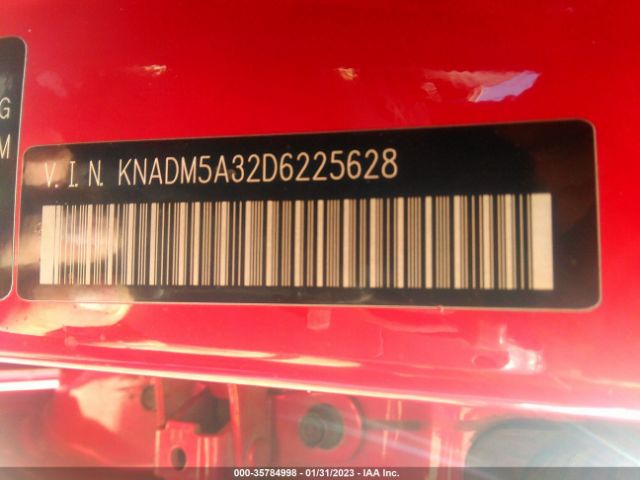 G
M
V.I.N. KNADM5A32D6225628
000-35784998 - 01/31/2023 - IAA Inc.